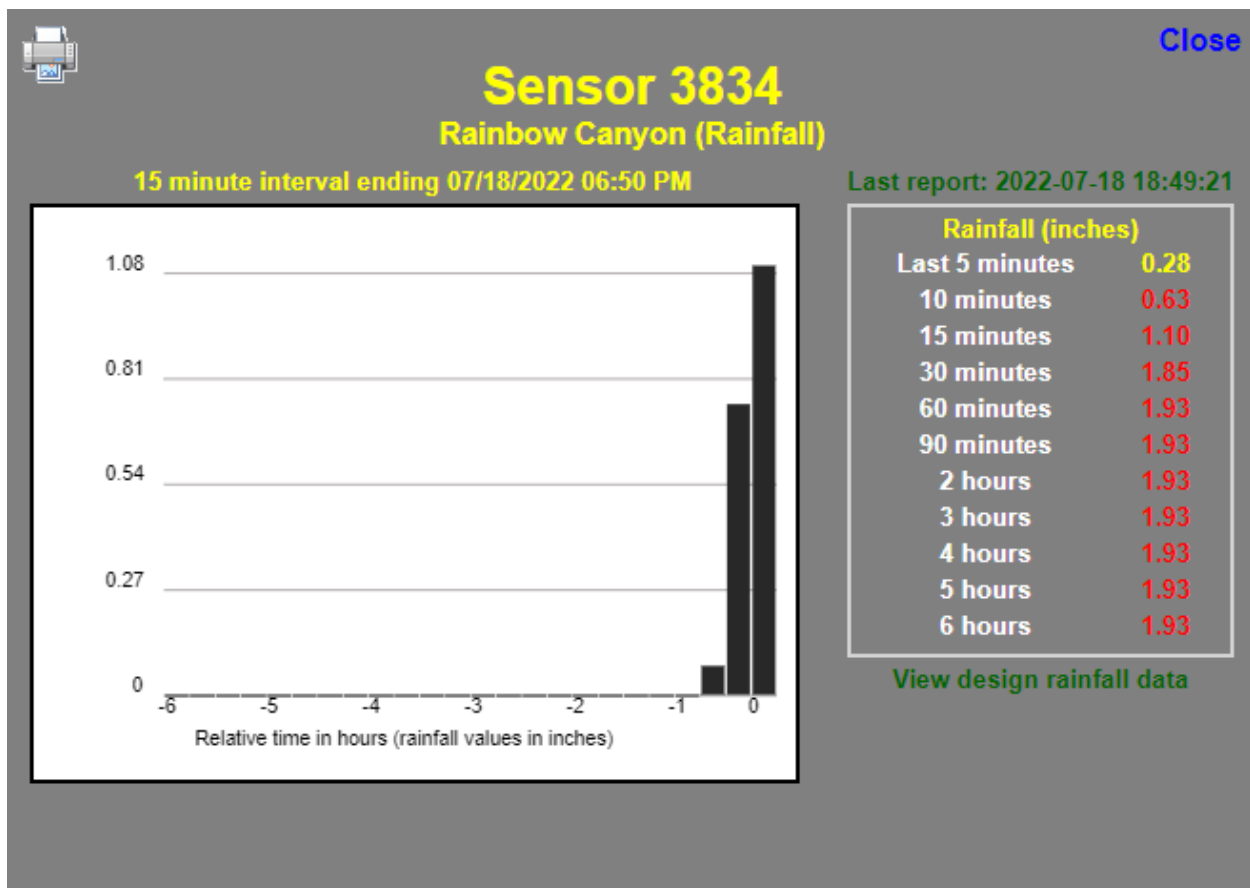 Close
Sensor 3834
Rainbow Canyon (Rainfall)
15 minute interval ending 07/18/2022 06:50 PM
1.08
0.81
0.54
0.27
0
-6 -5 -4 -3 -2 -1 0
Relative time in hours (rainfall values in inches)
Last report: 2022-07-18 18:49:21
Rainfall (inches)
Last 5 minutes 0.28
10 minutes 0.63
15 minutes 1.10
30 minutes 1.85
60 minutes 1.93
90 minutes 1.93
2 hours 1.93
3 hours 1.93
4 hours 1.93
5 hours 1.93
6 hours 1.93
View design rainfall data